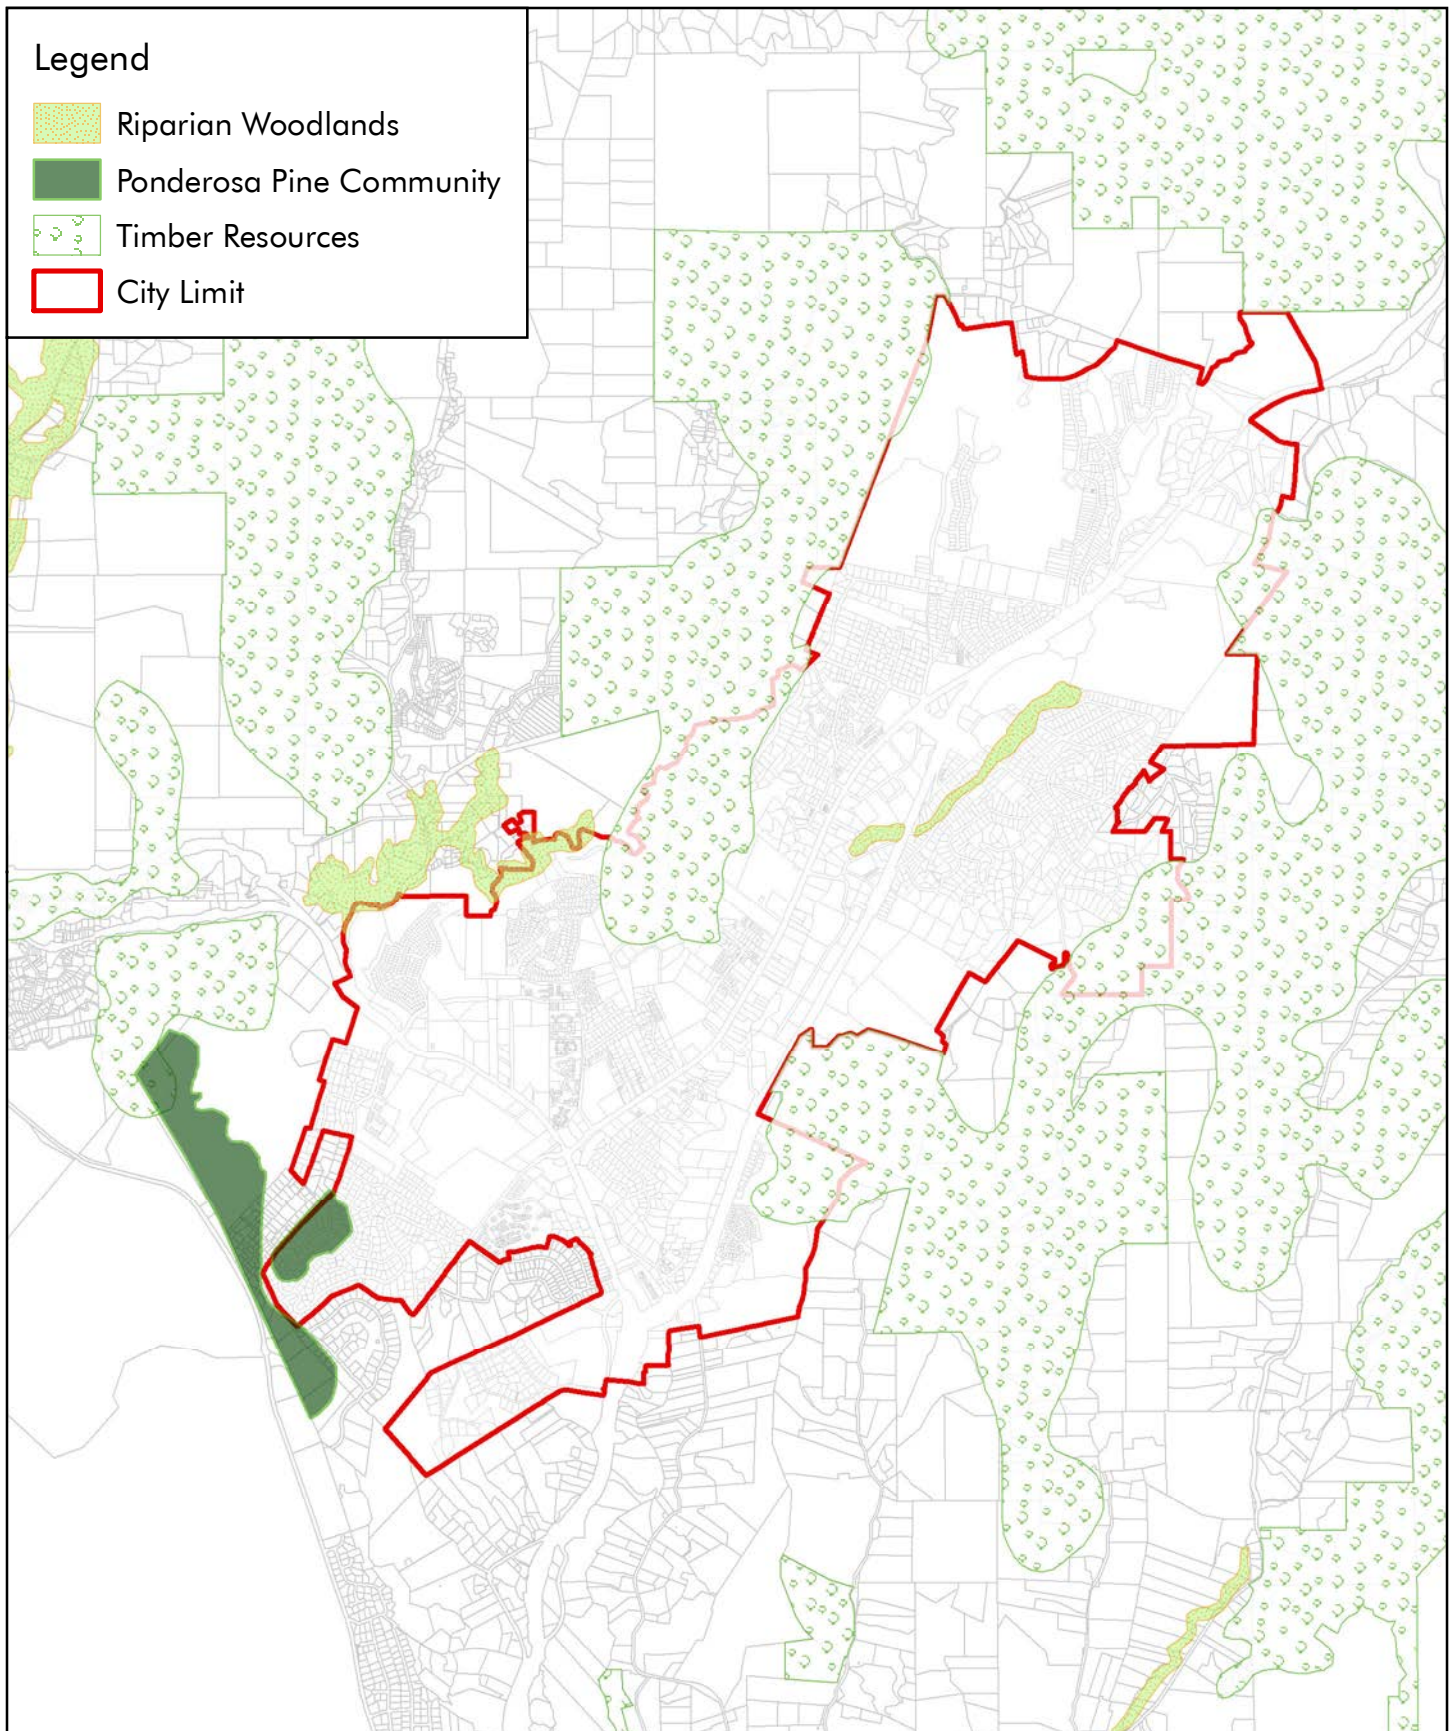 Legend
Riparian Woodlands
Ponderosa Pine Community
Timber Resources
City Limit